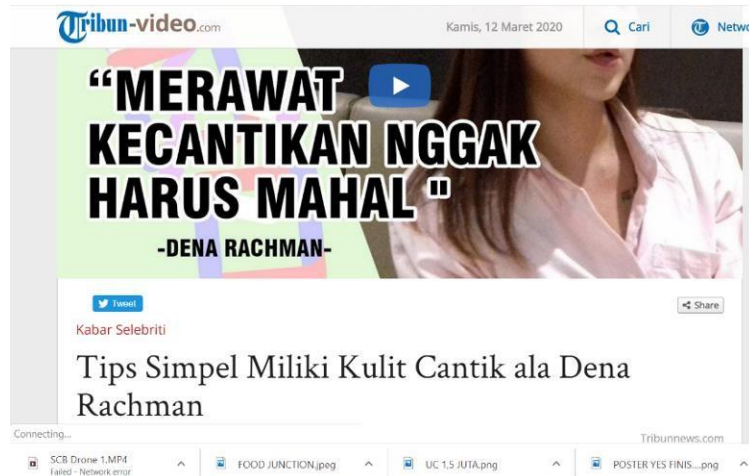 Tribun-video.com
Kamis, 12 Maret 2020
Cari
Netwo
“MERAWAT
KECANTIKAN NGGAK
HARUS MAHAL "
-DENA RACHMAN-
Tweet
Share
Kabar Selebriti
Tips Simpel Miliki Kulit Cantik ala Dena
Rachman
Connecting...
Tribunnews.com
SCB Drone 1.MP4
Failed - Network error
FOOD JUNCTION.jpeg
UC 1,5 JUTA.png
POSTER YES FINIS....png